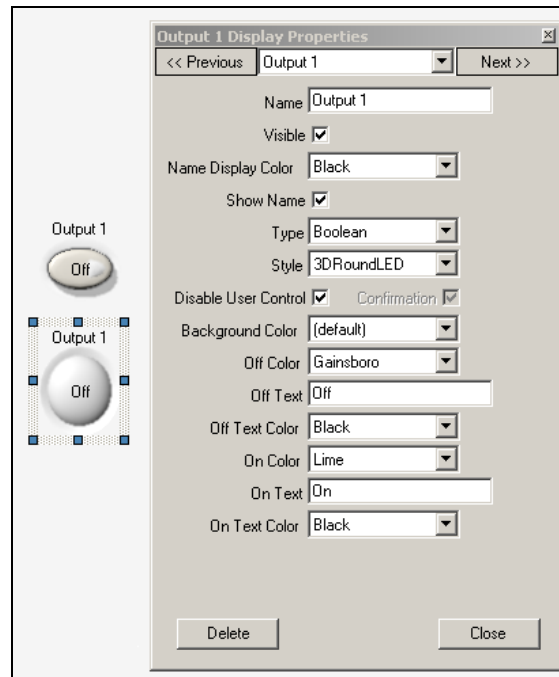 Output 1 Display Properties
<< Previous
Output 1
Next >>
Name
Output 1
Visible
Name Display Color
Black
Show Name
Type
Boolean
Style
3DRoundLED
Disable User Control
Confirmation
Background Color
(default)
Off Color
Gainsboro
Off Text
Off
Off Text Color
Black
On Color
Lime
On Text
On
On Text Color
Black
Delete
Close
Output 1
Off
Output 1
Off